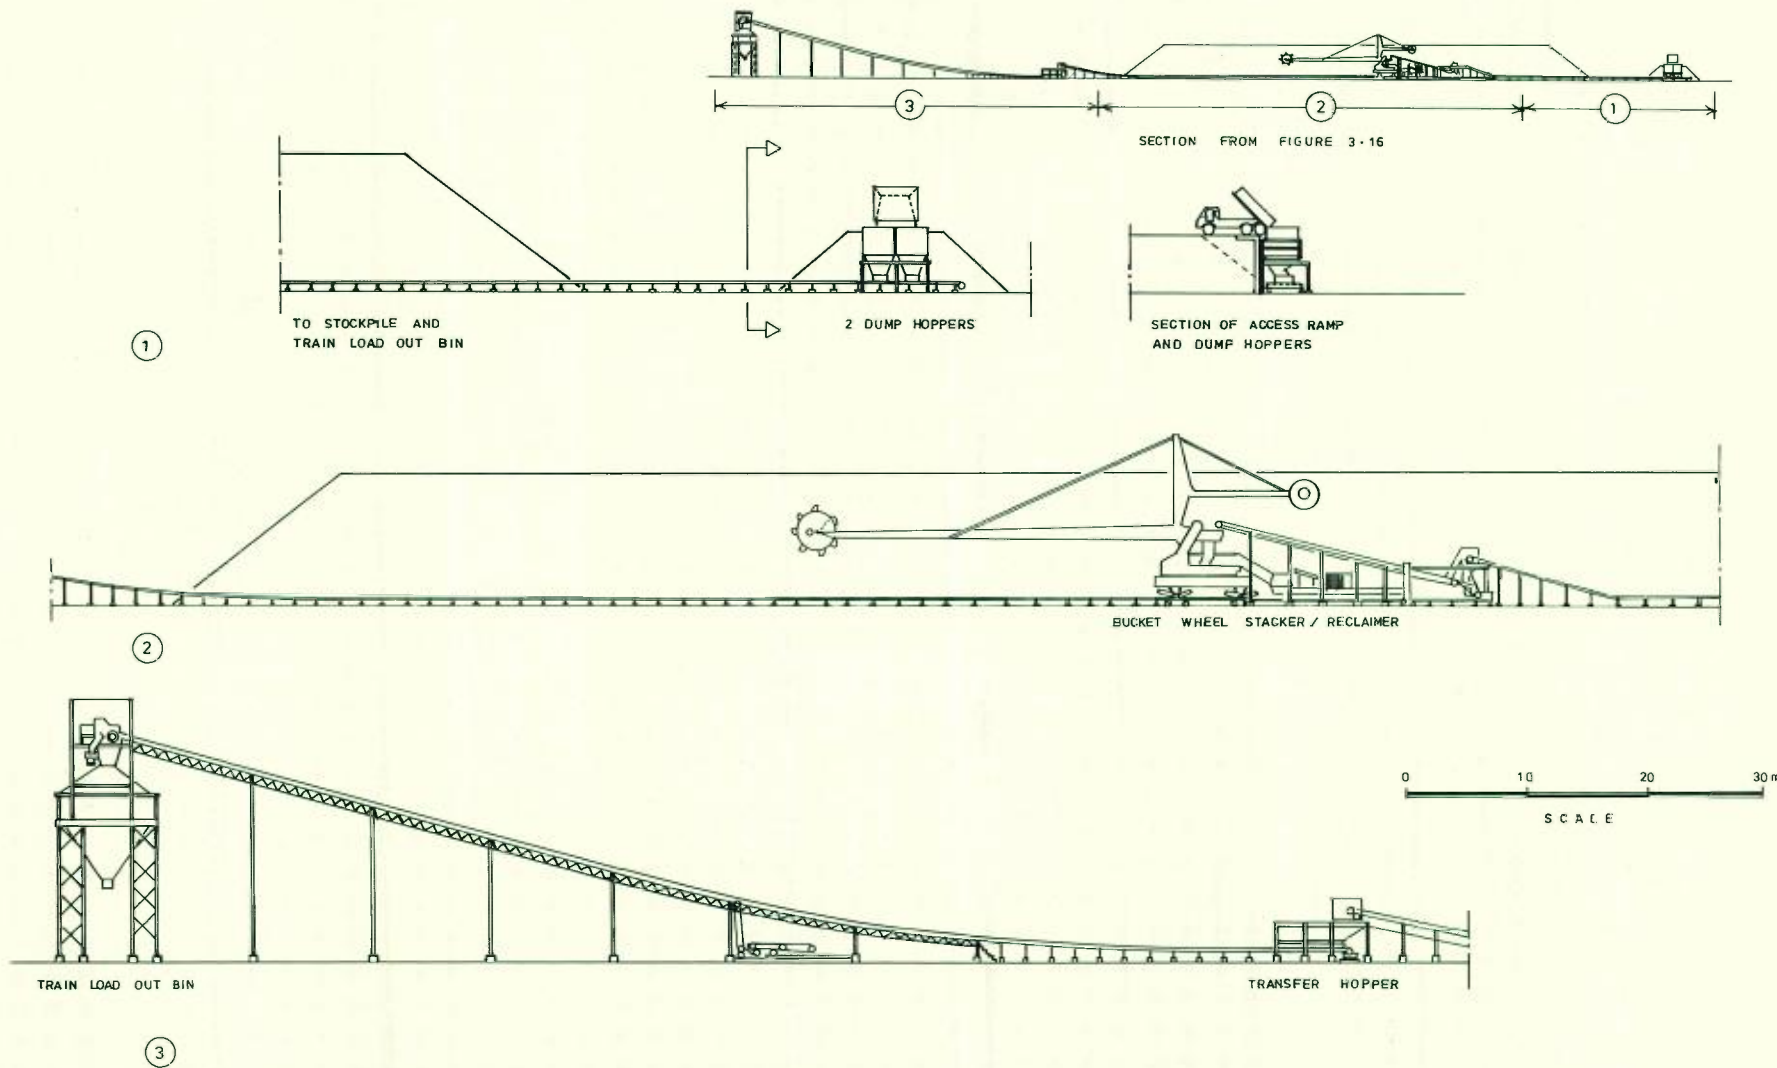 3
2
1
SECTION FROM FIGURE 3·16
TO STOCKPILE AND
TRAIN LOAD OUT BIN
2 DUMP HOPPERS
SECTION OF ACCESS RAMP
AND DUMP HOPPERS
1
BUCKET WHEEL STACKER / RECLAIMER
2
0 10 20 30 m
SCALE
TRAIN LOAD OUT BIN
TRANSFER HOPPER
3